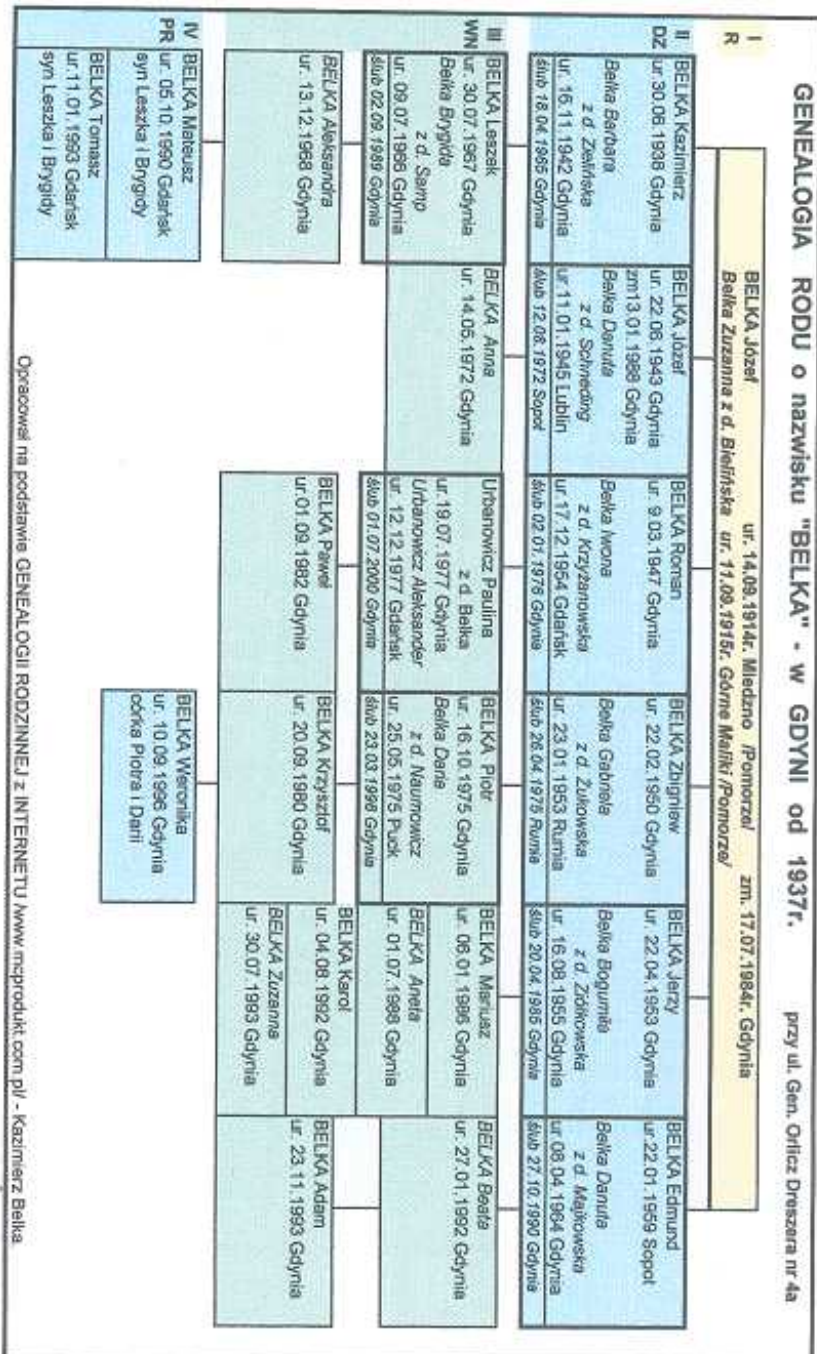 GENEALOGIA RODU o nazwisku "BELKA" - w GDYNI od 1937r.
przy ul. Gen. Orlicz Dreszera nr 4a
I
R
BELKA Józef
ur. 14.09.1914r. Miedzno /Pomorze/
zm. 17.07.1984r. Gdynia
Belka Zuzanna z d. Bielińska ur. 11.09.1915r. Górne Maliki /Pomorze/
II
DZ
BELKA Kazimierz
ur. 30.06.1938 Gdynia
Belka Barbara
z d. Zielińska
ur. 16.11.1942 Gdynia
ślub 18.04.1965 Gdynia
BELKA Józef
ur. 22.06.1943 Gdynia
zm13.01.1988 Gdynia
Belka Danuta
z d. Schneding
ur.11.01.1945 Lublin
ślub 12.08.1972 Sopot
BELKA Roman
ur. 9.03.1947 Gdynia
Belka Iwona
z d. Krzyżanowska
ur.17.12.1954 Gdańsk
ślub 02.01.1976 Gdynia
BELKA Zbigniew
ur. 22.02.1950 Gdynia
Belka Gabriela
z d. Żukowska
ur. 23.01.1953 Rumia
ślub 26.04.1975 Rumia
BELKA Jerzy
ur. 22.04.1953 Gdynia
Belka Bogumiła
z d. Ziółkowska
ur. 16.08.1955 Gdynia
ślub 20.04.1985 Gdynia
BELKA Edmund
ur.22.01.1959 Sopot
Belka Danuta
z d. Majkowska
ur. 08.04.1964 Gdynia
ślub 27.10.1990 Gdynia
III
WN
BELKA Leszek
ur. 30.07.1967 Gdynia
Belka Brygida
z d. Samp
ur. 09.07.1966 Gdynia
ślub 02.09.1989 Gdynia
BELKA Anna
ur. 14.05.1972 Gdynia
Urbanowicz Paulina
z d. Belka
ur.19.07.1977 Gdynia
Urbanowicz Aleksander
ur. 12.12.1977 Gdańsk
ślub 01.07.2000 Gdynia
BELKA Piotr
ur. 16.10.1975 Gdynia
Belka Daria
z d. Naumowicz
ur. 25.05.1975 Puck
ślub 23.03.1996 Gdynia
BELKA Mariusz
ur. 06.01.1986 Gdynia
BELKA Aneta
ur. 01.07.1988 Gdynia
BELKA Beata
ur. 27.01.1992 Gdynia
BELKA Aleksandra
ur. 13.12.1968 Gdynia
BELKA Paweł
ur.01.09.1982 Gdynia
BELKA Krzysztof
ur. 20.09.1980 Gdynia
BELKA Karol
ur. 04.08.1992 Gdynia
BELKA Zuzanna
ur. 30.07.1993 Gdynia
BELKA Adam
ur. 23.11.1993 Gdynia
IV
PR
BELKA Mateusz
ur. 05.10.1990 Gdańsk
syn Leszka i Brygidy
BELKA Tomasz
ur.11.01.1993 Gdańsk
syn Leszka i Brygidy
BELKA Weronika
ur. 10.09.1996 Gdynia
córka Piotra i Darii
Opracował na podstawie GENEALOGII RODZINNEJ z INTERNETU /www.mcprodukt.com.pl/ - Kazimierz Belka